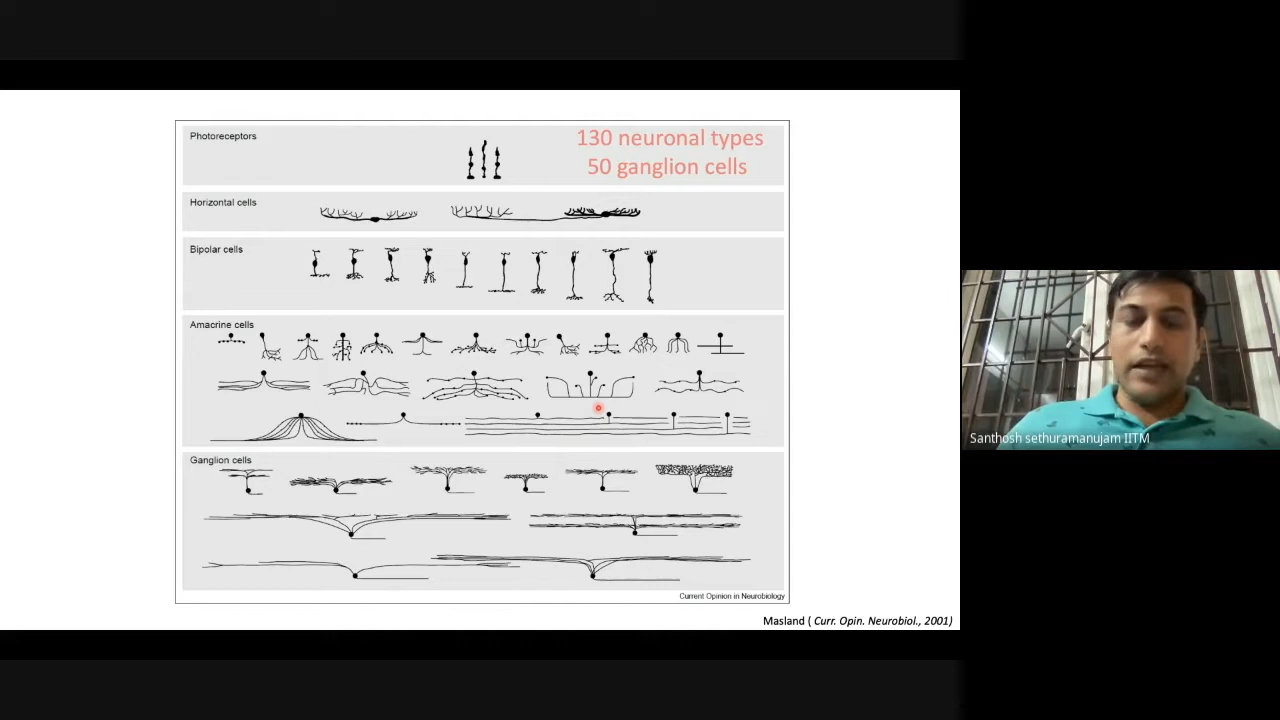 Photoreceptors
130 neuronal types
50 ganglion cells
Horizontal cells
Bipolar cells
Amacrine cells
Ganglion cells
Current Opinion in Neurobiology
Masland ( Curr. Opin. Neurobiol., 2001)
Santhosh sethuramanujam IITM